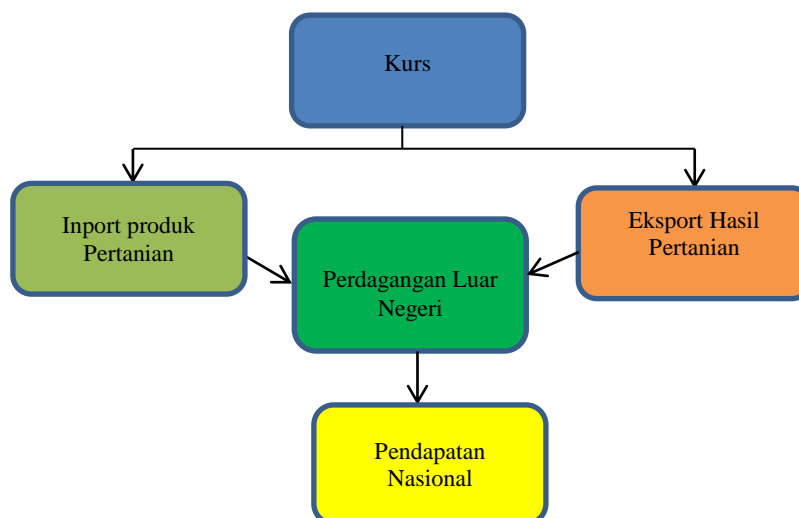 Kurs
Inport produk
Pertanian
Eksport Hasil
Pertanian
Perdagangan Luar
Negeri
Pendapatan
Nasional